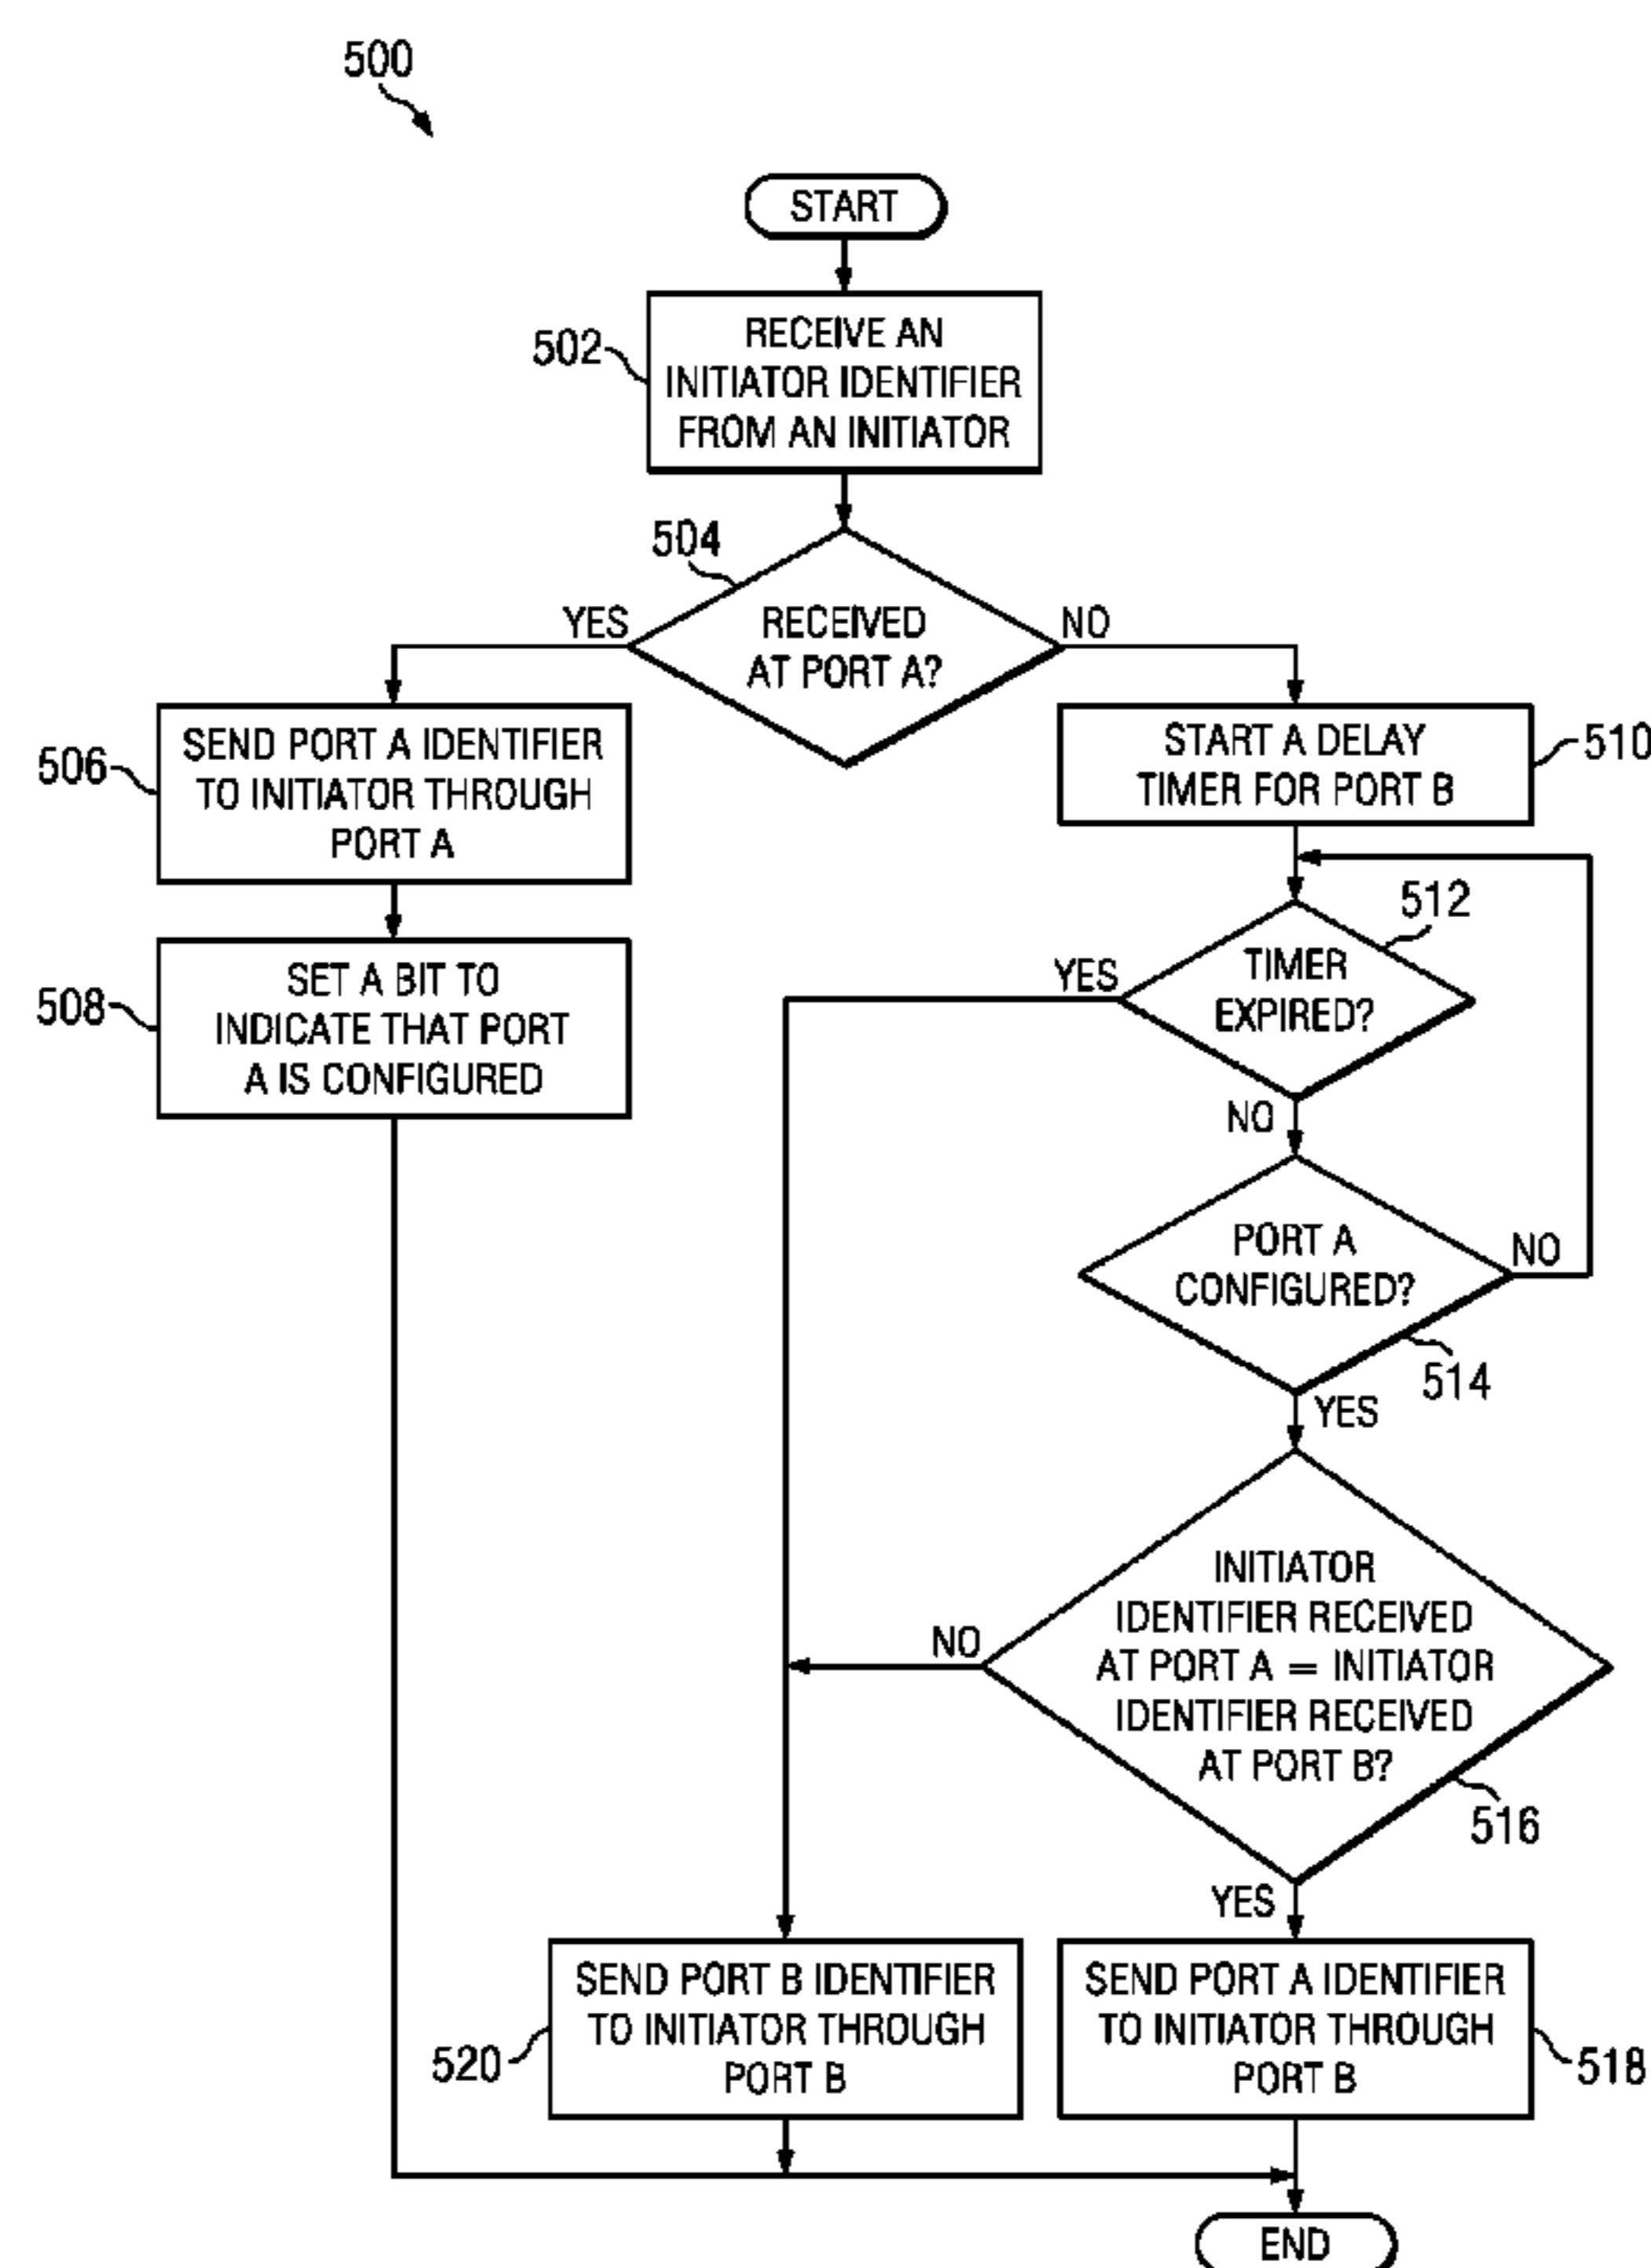 500
START
502
RECEIVE AN
INITIATOR IDENTIFIER
FROM AN INITIATOR
504
YES
RECEIVED
AT PORT A?
NO
506
SEND PORT A IDENTIFIER
TO INITIATOR THROUGH
PORT A
START A DELAY
TIMER FOR PORT B
510
508
SET A BIT TO
INDICATE THAT PORT
A IS CONFIGURED
512
YES
TIMER
EXPIRED?
NO
PORT A
CONFIGURED?
NO
514
YES
INITIATOR
IDENTIFIER RECEIVED
AT PORT A = INITIATOR
IDENTIFIER RECEIVED
AT PORT B?
NO
516
YES
520
SEND PORT B IDENTIFIER
TO INITIATOR THROUGH
PORT B
SEND PORT A IDENTIFIER
TO INITIATOR THROUGH
PORT B
518
END